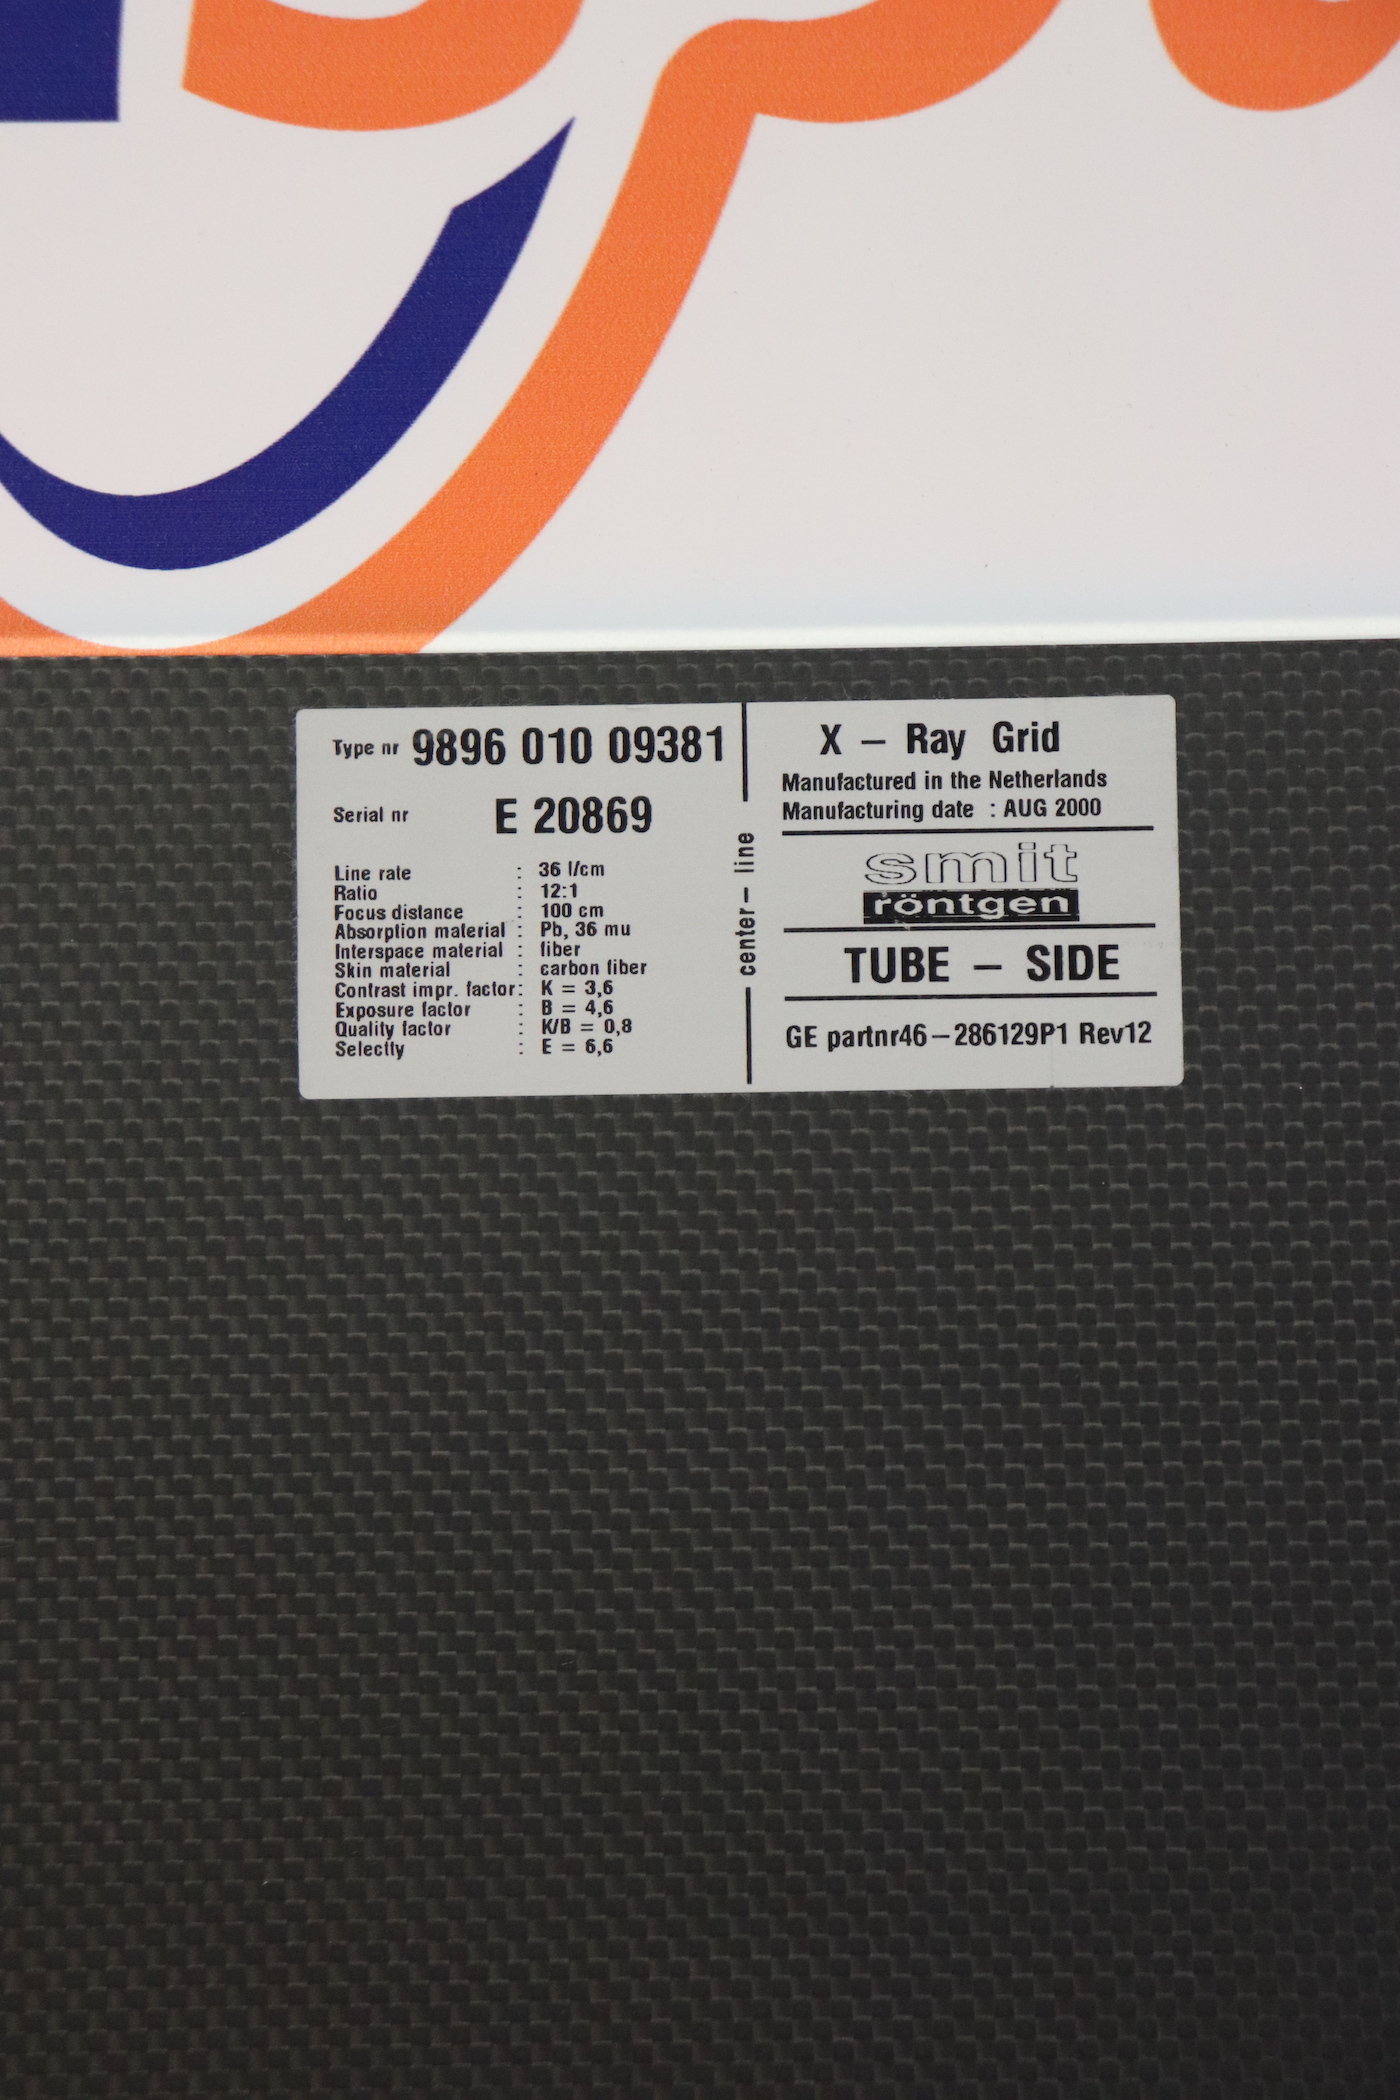 Type nr 9896 010 09381
Serial nr E 20869
Line rate : 36 l/cm
Ratio : 12:1
Focus distance : 100 cm
Absorption material : Pb, 36 mu
Interspace material : fiber
Skin material : carbon fiber
Contrast impr. factor: K = 3,6
Exposure factor : B = 4,6
Quality factor : K/B = 0,8
Selectiy : E = 6,6
center - line
X - Ray Grid
Manufactured in the Netherlands
Manufacturing date : AUG 2000
smit
röntgen
TUBE - SIDE
GE partnr46-286129P1 Rev12